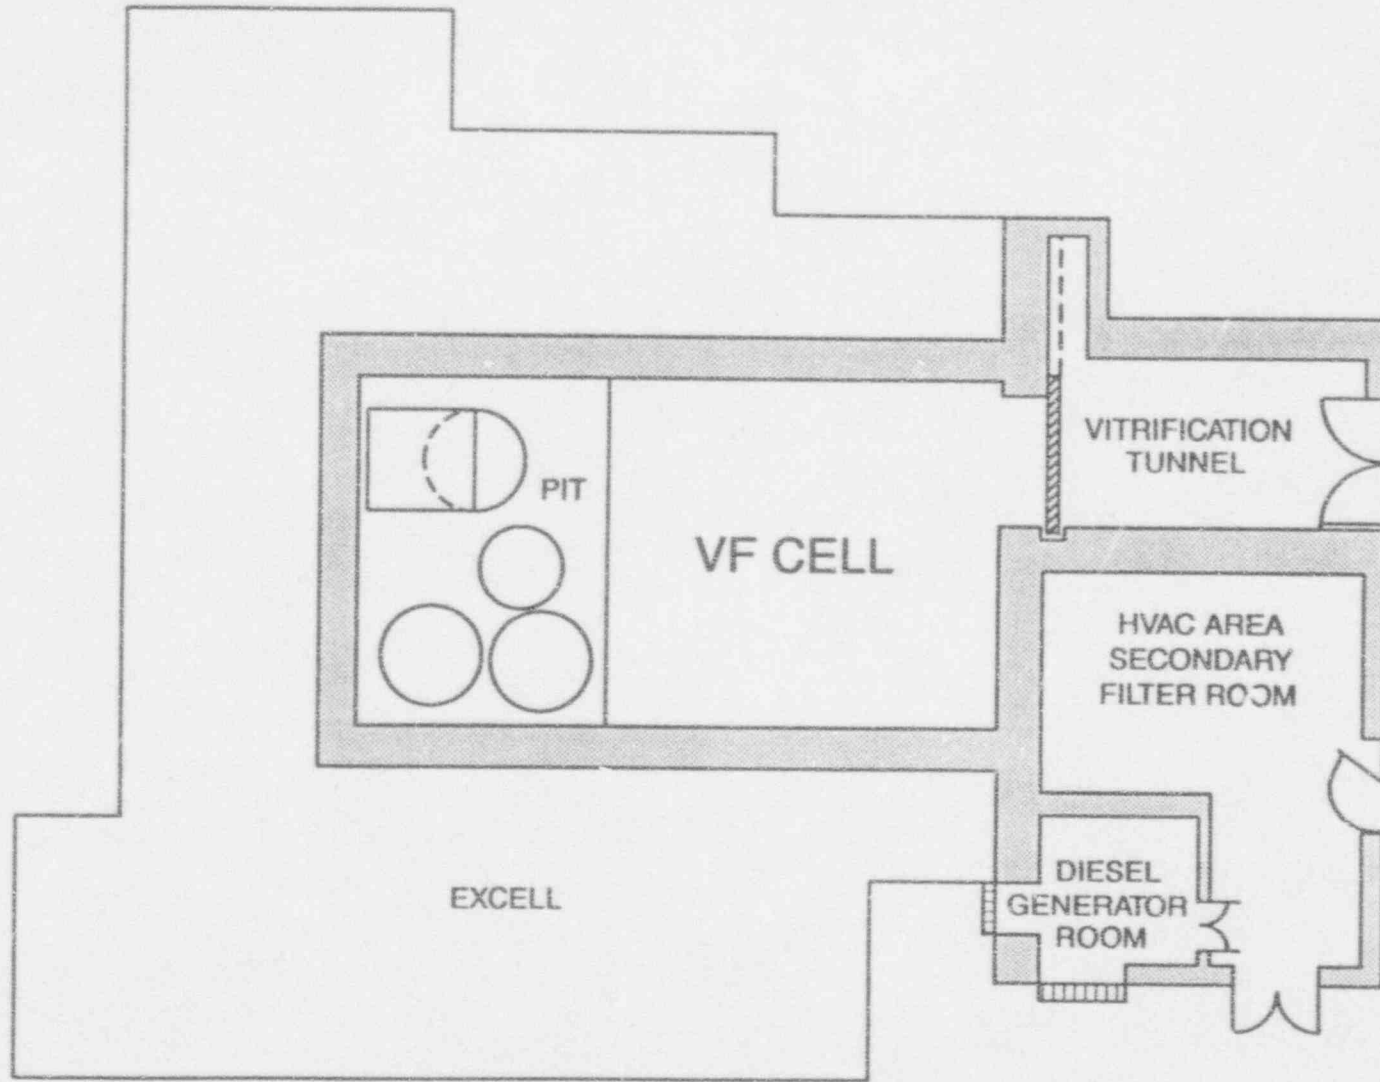 VITRIFICATION
TUNNEL
PIT
VF CELL
HVAC AREA
SECONDARY
FILTER ROOM
EXCELL
DIESEL
GENERATOR
ROOM